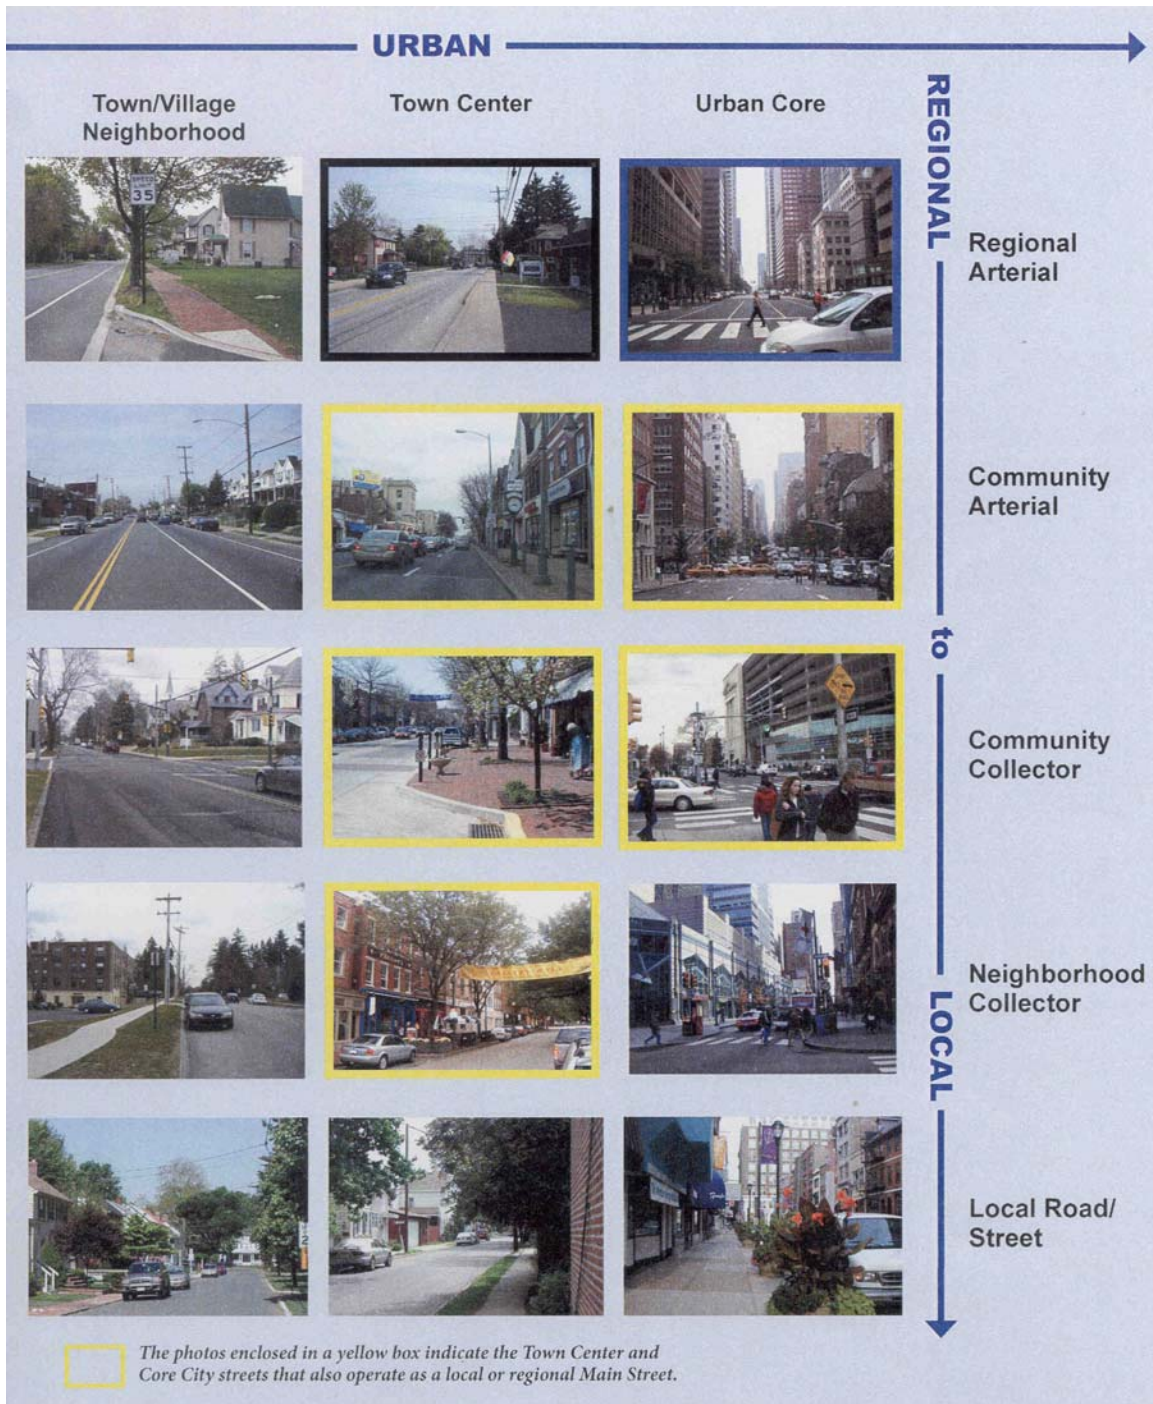 URBAN
Town/Village
Neighborhood
Town Center
Urban Core
REGIONAL
to
LOCAL
SPEED
35
Regional
Arterial
Community
Arterial
Community
Collector
Neighborhood
Collector
Local Road/
Street
The photos enclosed in a yellow box indicate the Town Center and
Core City streets that also operate as a local or regional Main Street.